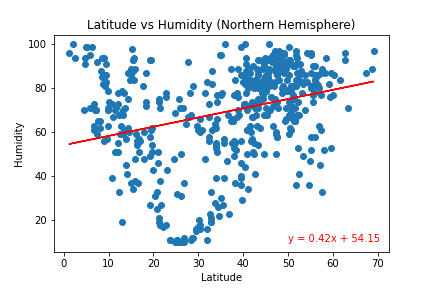 Latitude vs Humidity (Northern Hemisphere)
100
80
60
40
20
Humidity
y = 0.42x + 54.15
0 10 20 30 40 50 60 70
Latitude